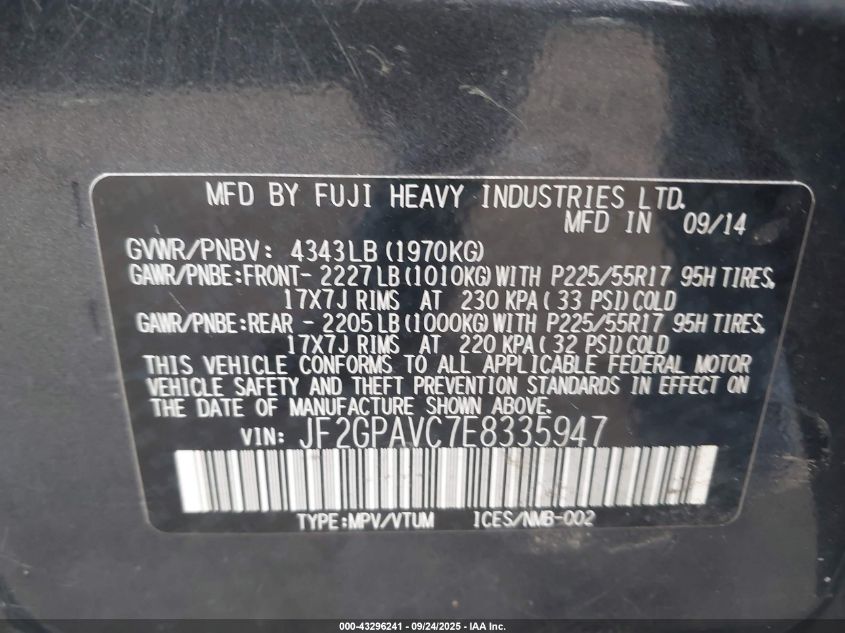 MFD BY FUJI HEAVY INDUSTRIES LTD.
MFD IN 09/14
GVWR/PNBV: 4343LB (1970KG)
GAWR/PNBE:FRONT- 2227LB (1010KG) WITH P225/55R17 95H TIRES,
17X7J RIMS AT 230 KPA ( 33 PSI) COLD
GAWR/PNBE:REAR - 2205LB (1000KG) WITH P225/55R17 95H TIRES,
17X7J RIMS AT 220 KPA ( 32 PSI) COLD
THIS VEHICLE CONFORMS TO ALL APPLICABLE FEDERAL MOTOR
VEHICLE SAFETY AND THEFT PREVENTION STANDARDS IN EFFECT ON
THE DATE OF MANUFACTURE SHOWN ABOVE.
VIN: JF2GPAVC7E8335947
TYPE:MPV/VTUM ICES/NMB-002
000-43296241 - 09/24/2025 - IAA Inc.